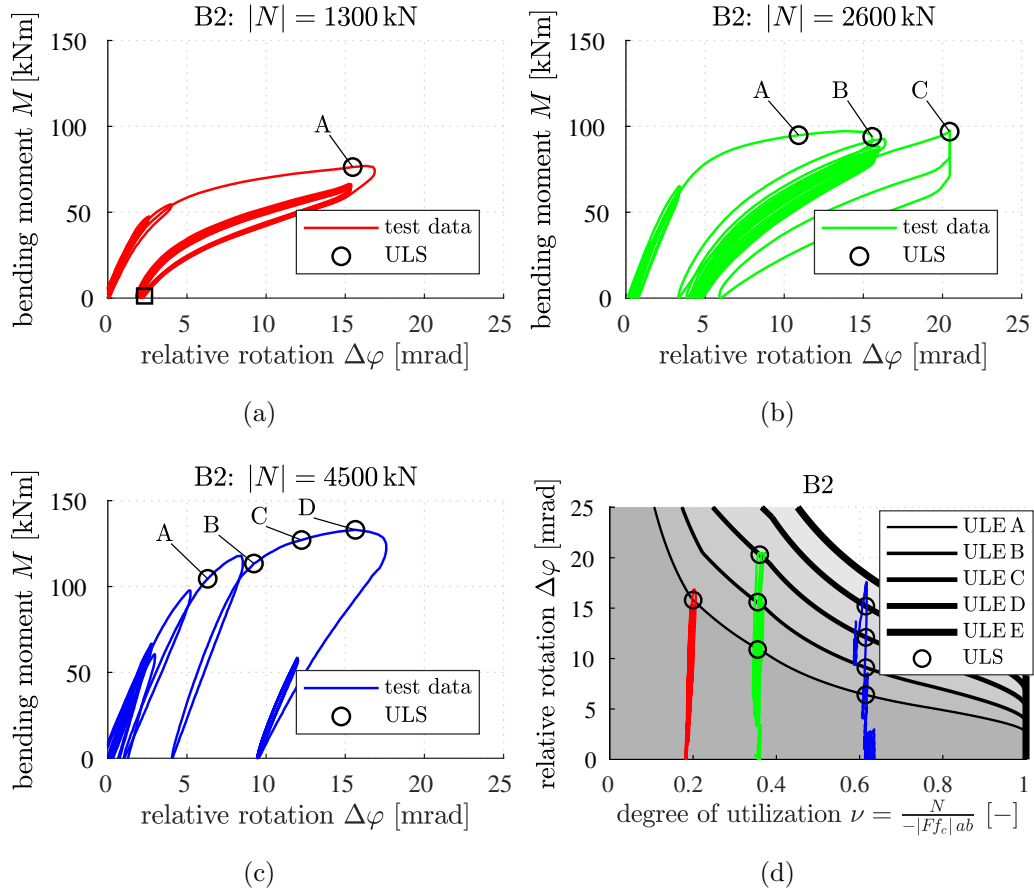 B2: |N| = 1300 kN
150
100
50
0
bending moment M [kNm]
A
test data
ULS
0 5 10 15 20 25
relative rotation Δφ [mrad]
(a)
B2: |N| = 2600 kN
150
100
50
0
bending moment M [kNm]
A B C
test data
ULS
0 5 10 15 20 25
relative rotation Δφ [mrad]
(b)
B2: |N| = 4500 kN
150
100
50
0
bending moment M [kNm]
A B C D
test data
ULS
0 5 10 15 20 25
relative rotation Δφ [mrad]
(c)
B2
25
20
15
10
5
0
relative rotation Δφ [mrad]
ULE A
ULE B
ULE C
ULE D
ULE E
ULS
0 0.2 0.4 0.6 0.8 1
degree of utilization ν = N / -|F f_c| ab [−]
(d)